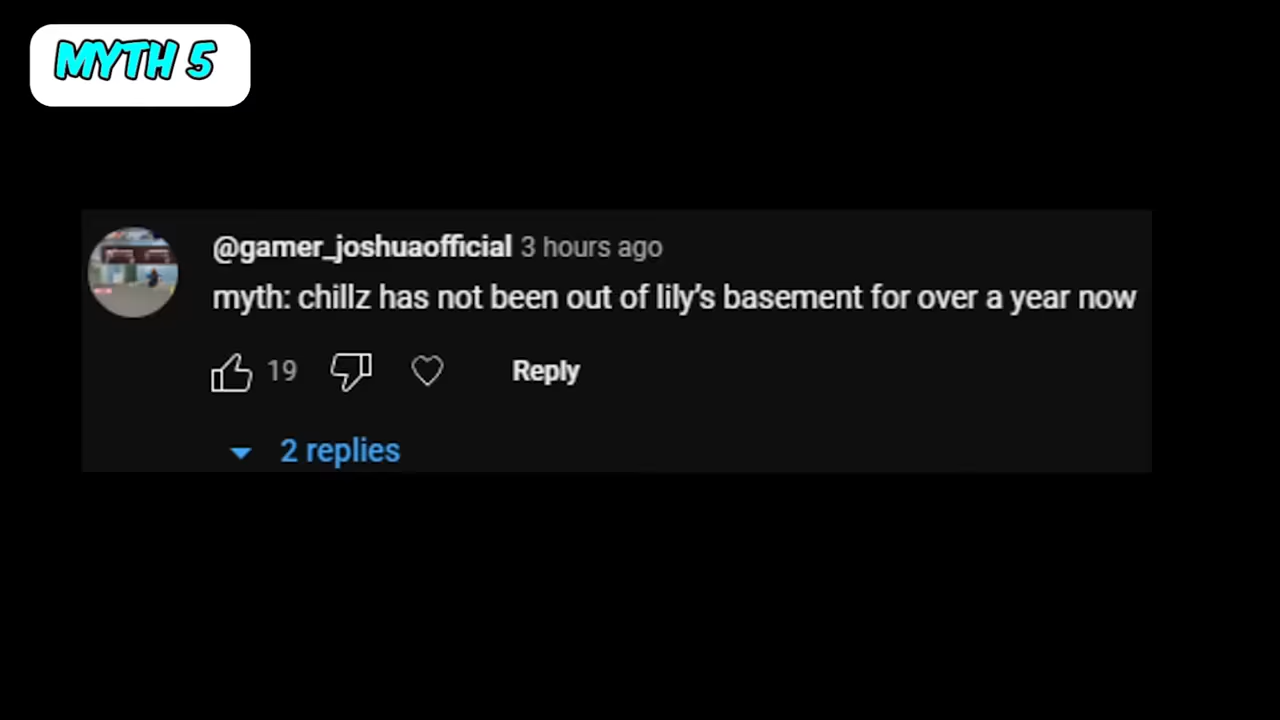 MYTH 5
@gamer_joshuaofficial 3 hours ago
myth: chillz has not been out of lily's basement for over a year now
19 Reply
2 replies